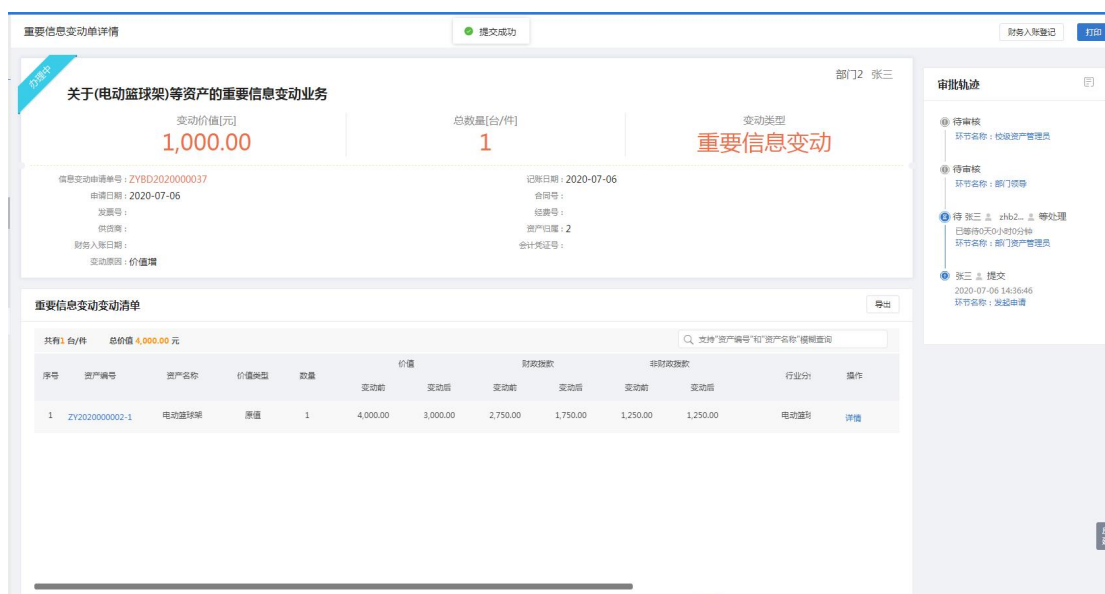 重要信息变动单详情
提交成功
财务入账登记 打印
办理中
部门2 张三
关于(电动篮球架)等资产的重要信息变动业务
变动价值[元] 总数量[台/件] 变动类型
1,000.00 1 重要信息变动
信息变动申请单号：ZYBD2020000037 记账日期：2020-07-06
申请日期：2020-07-06 合同号：
发票号： 经费号：
供货商： 资产归属：2
财务入账日期： 会计凭证号：
变动原因：价值增
重要信息变动变动清单 导出
共有1 台/件 总价值 4,000.00 元 支持"资产编号"和"资产名称"模糊查询
序号 资产编号 资产名称 价值类型 数量 价值 财政拨款 非财政拨款 行业分 操作
变动前 变动后 变动前 变动后 变动前 变动后
1 ZY2020000002-1 电动篮球架 原值 1 4,000.00 3,000.00 2,750.00 1,750.00 1,250.00 1,250.00 电动篮 详情
审批轨迹
待审核
环节名称：校级资产管理员
待审核
环节名称：部门领导
待 张三 zhb2... 等处理
已等待0天0小时0分钟
环节名称：部门资产管理员
张三 提交
2020-07-06 14:36:46
环节名称：发起申请